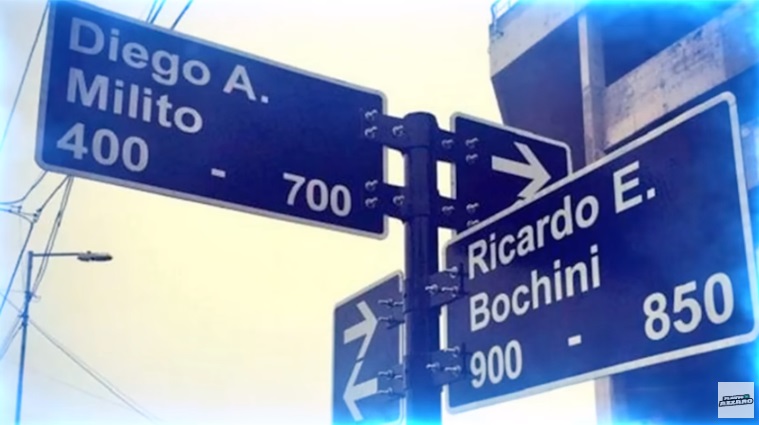 Diego A.
Milito
400 - 700
Ricardo E.
Bochini
900 - 850